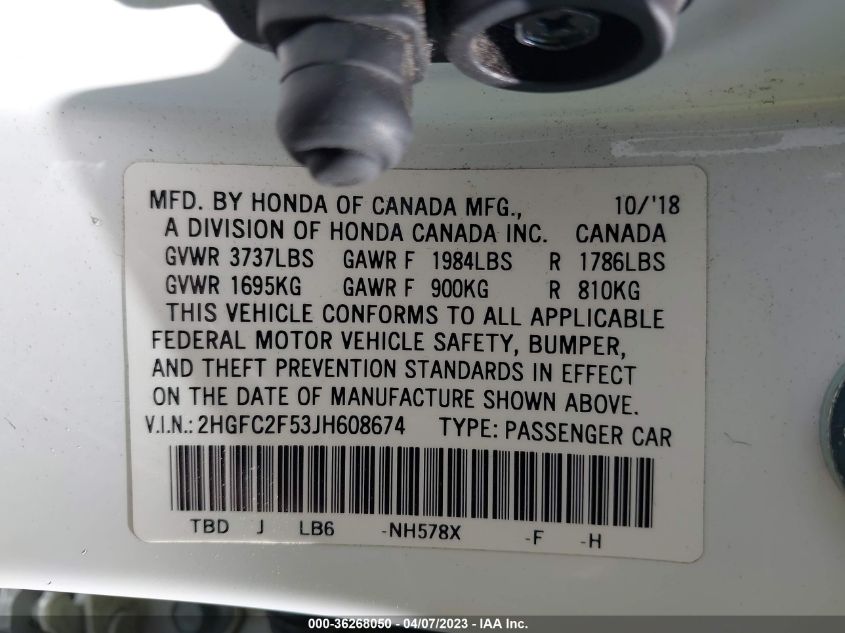 MFD. BY HONDA OF CANADA MFG., 10/'18
A DIVISION OF HONDA CANADA INC. CANADA
GVWR 3737LBS GAWR F 1984LBS R 1786LBS
GVWR 1695KG GAWR F 900KG R 810KG
THIS VEHICLE CONFORMS TO ALL APPLICABLE
FEDERAL MOTOR VEHICLE SAFETY, BUMPER,
AND THEFT PREVENTION STANDARDS IN EFFECT
ON THE DATE OF MANUFACTURE SHOWN ABOVE.
V.I.N.: 2HGFC2F53JH608674 TYPE: PASSENGER CAR
TBD J LB6 -NH578X -F -H
000-36268050 - 04/07/2023 - IAA Inc.